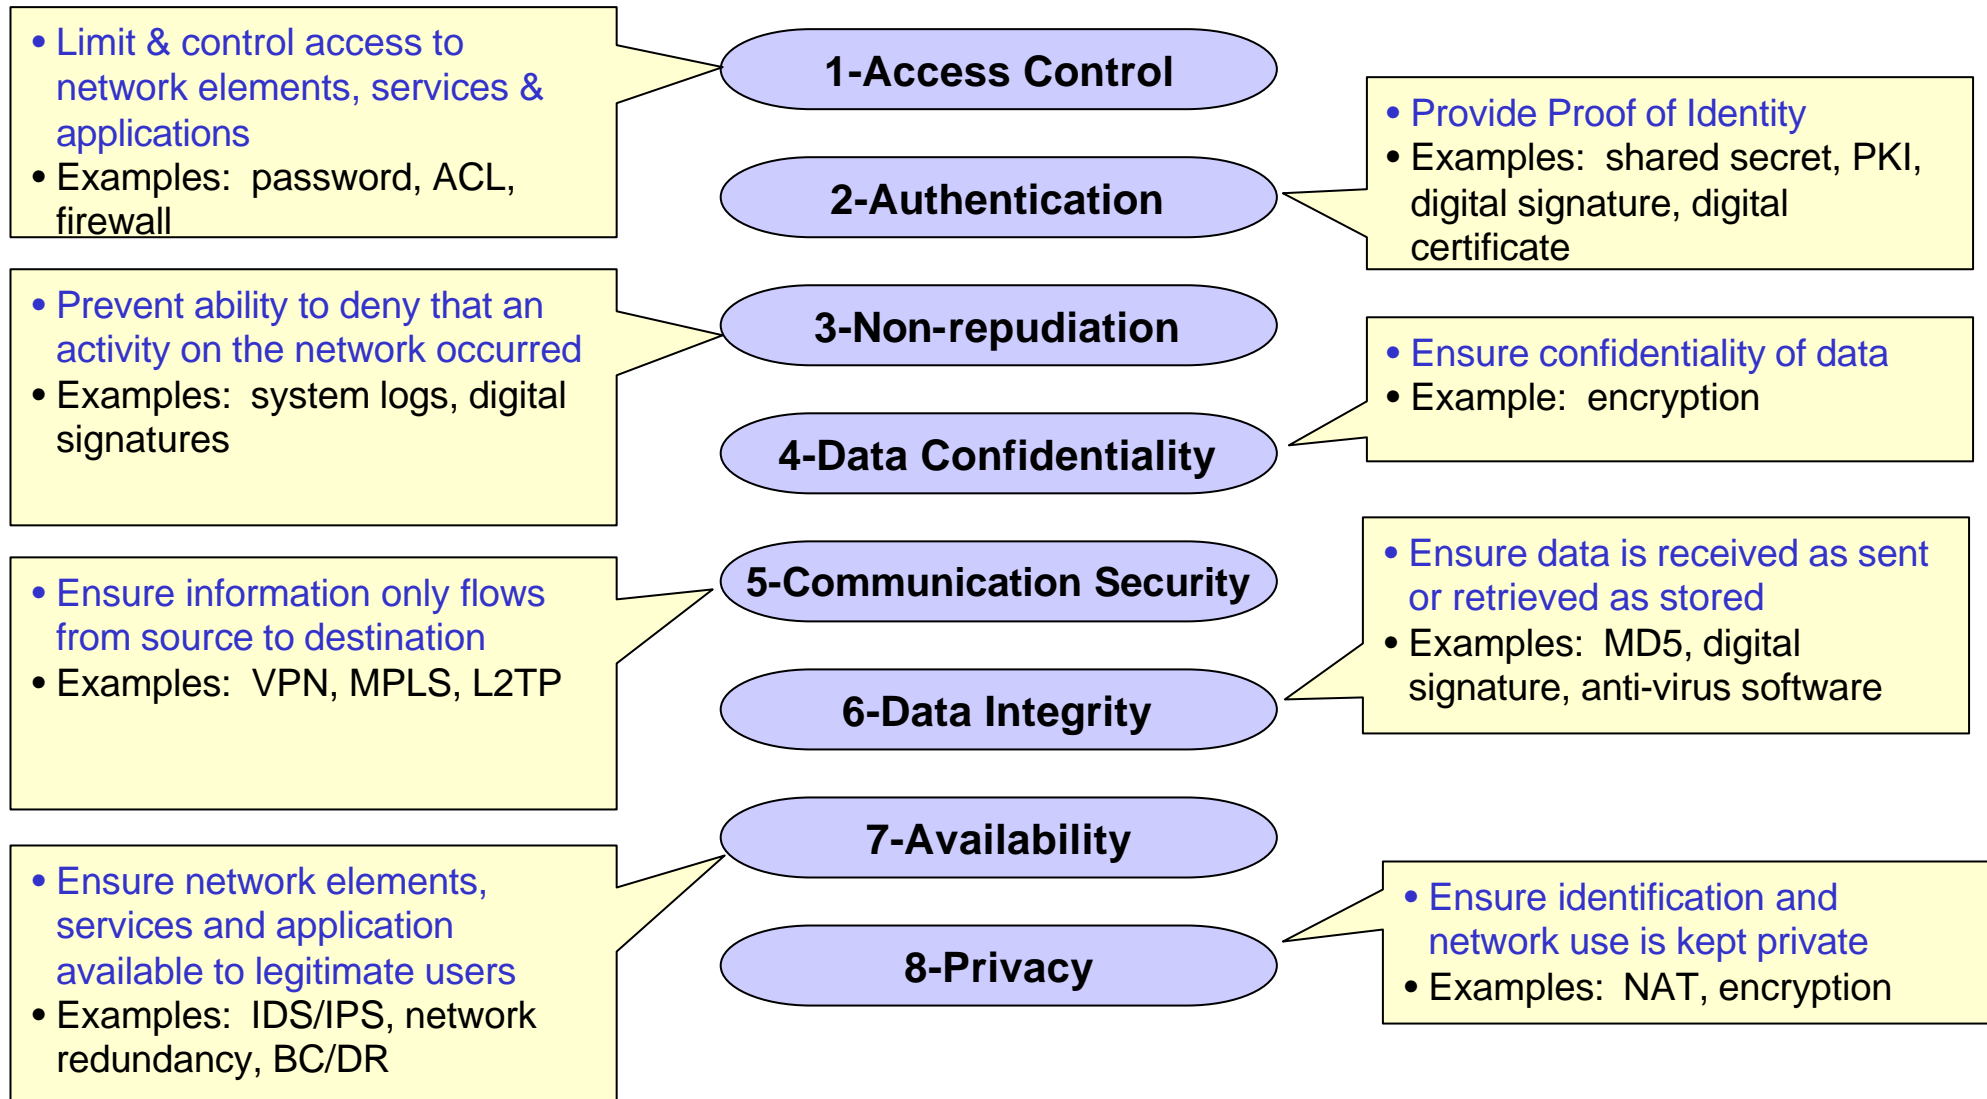 • Limit & control access to
network elements, services &
applications
• Examples: password, ACL,
firewall
1-Access Control
• Provide Proof of Identity
• Examples: shared secret, PKI,
digital signature, digital
certificate
2-Authentication
• Prevent ability to deny that an
activity on the network occurred
• Examples: system logs, digital
signatures
3-Non-repudiation
• Ensure confidentiality of data
• Example: encryption
4-Data Confidentiality
• Ensure information only flows
from source to destination
• Examples: VPN, MPLS, L2TP
5-Communication Security
• Ensure data is received as sent
or retrieved as stored
• Examples: MD5, digital
signature, anti-virus software
6-Data Integrity
• Ensure network elements,
services and application
available to legitimate users
• Examples: IDS/IPS, network
redundancy, BC/DR
7-Availability
• Ensure identification and
network use is kept private
• Examples: NAT, encryption
8-Privacy